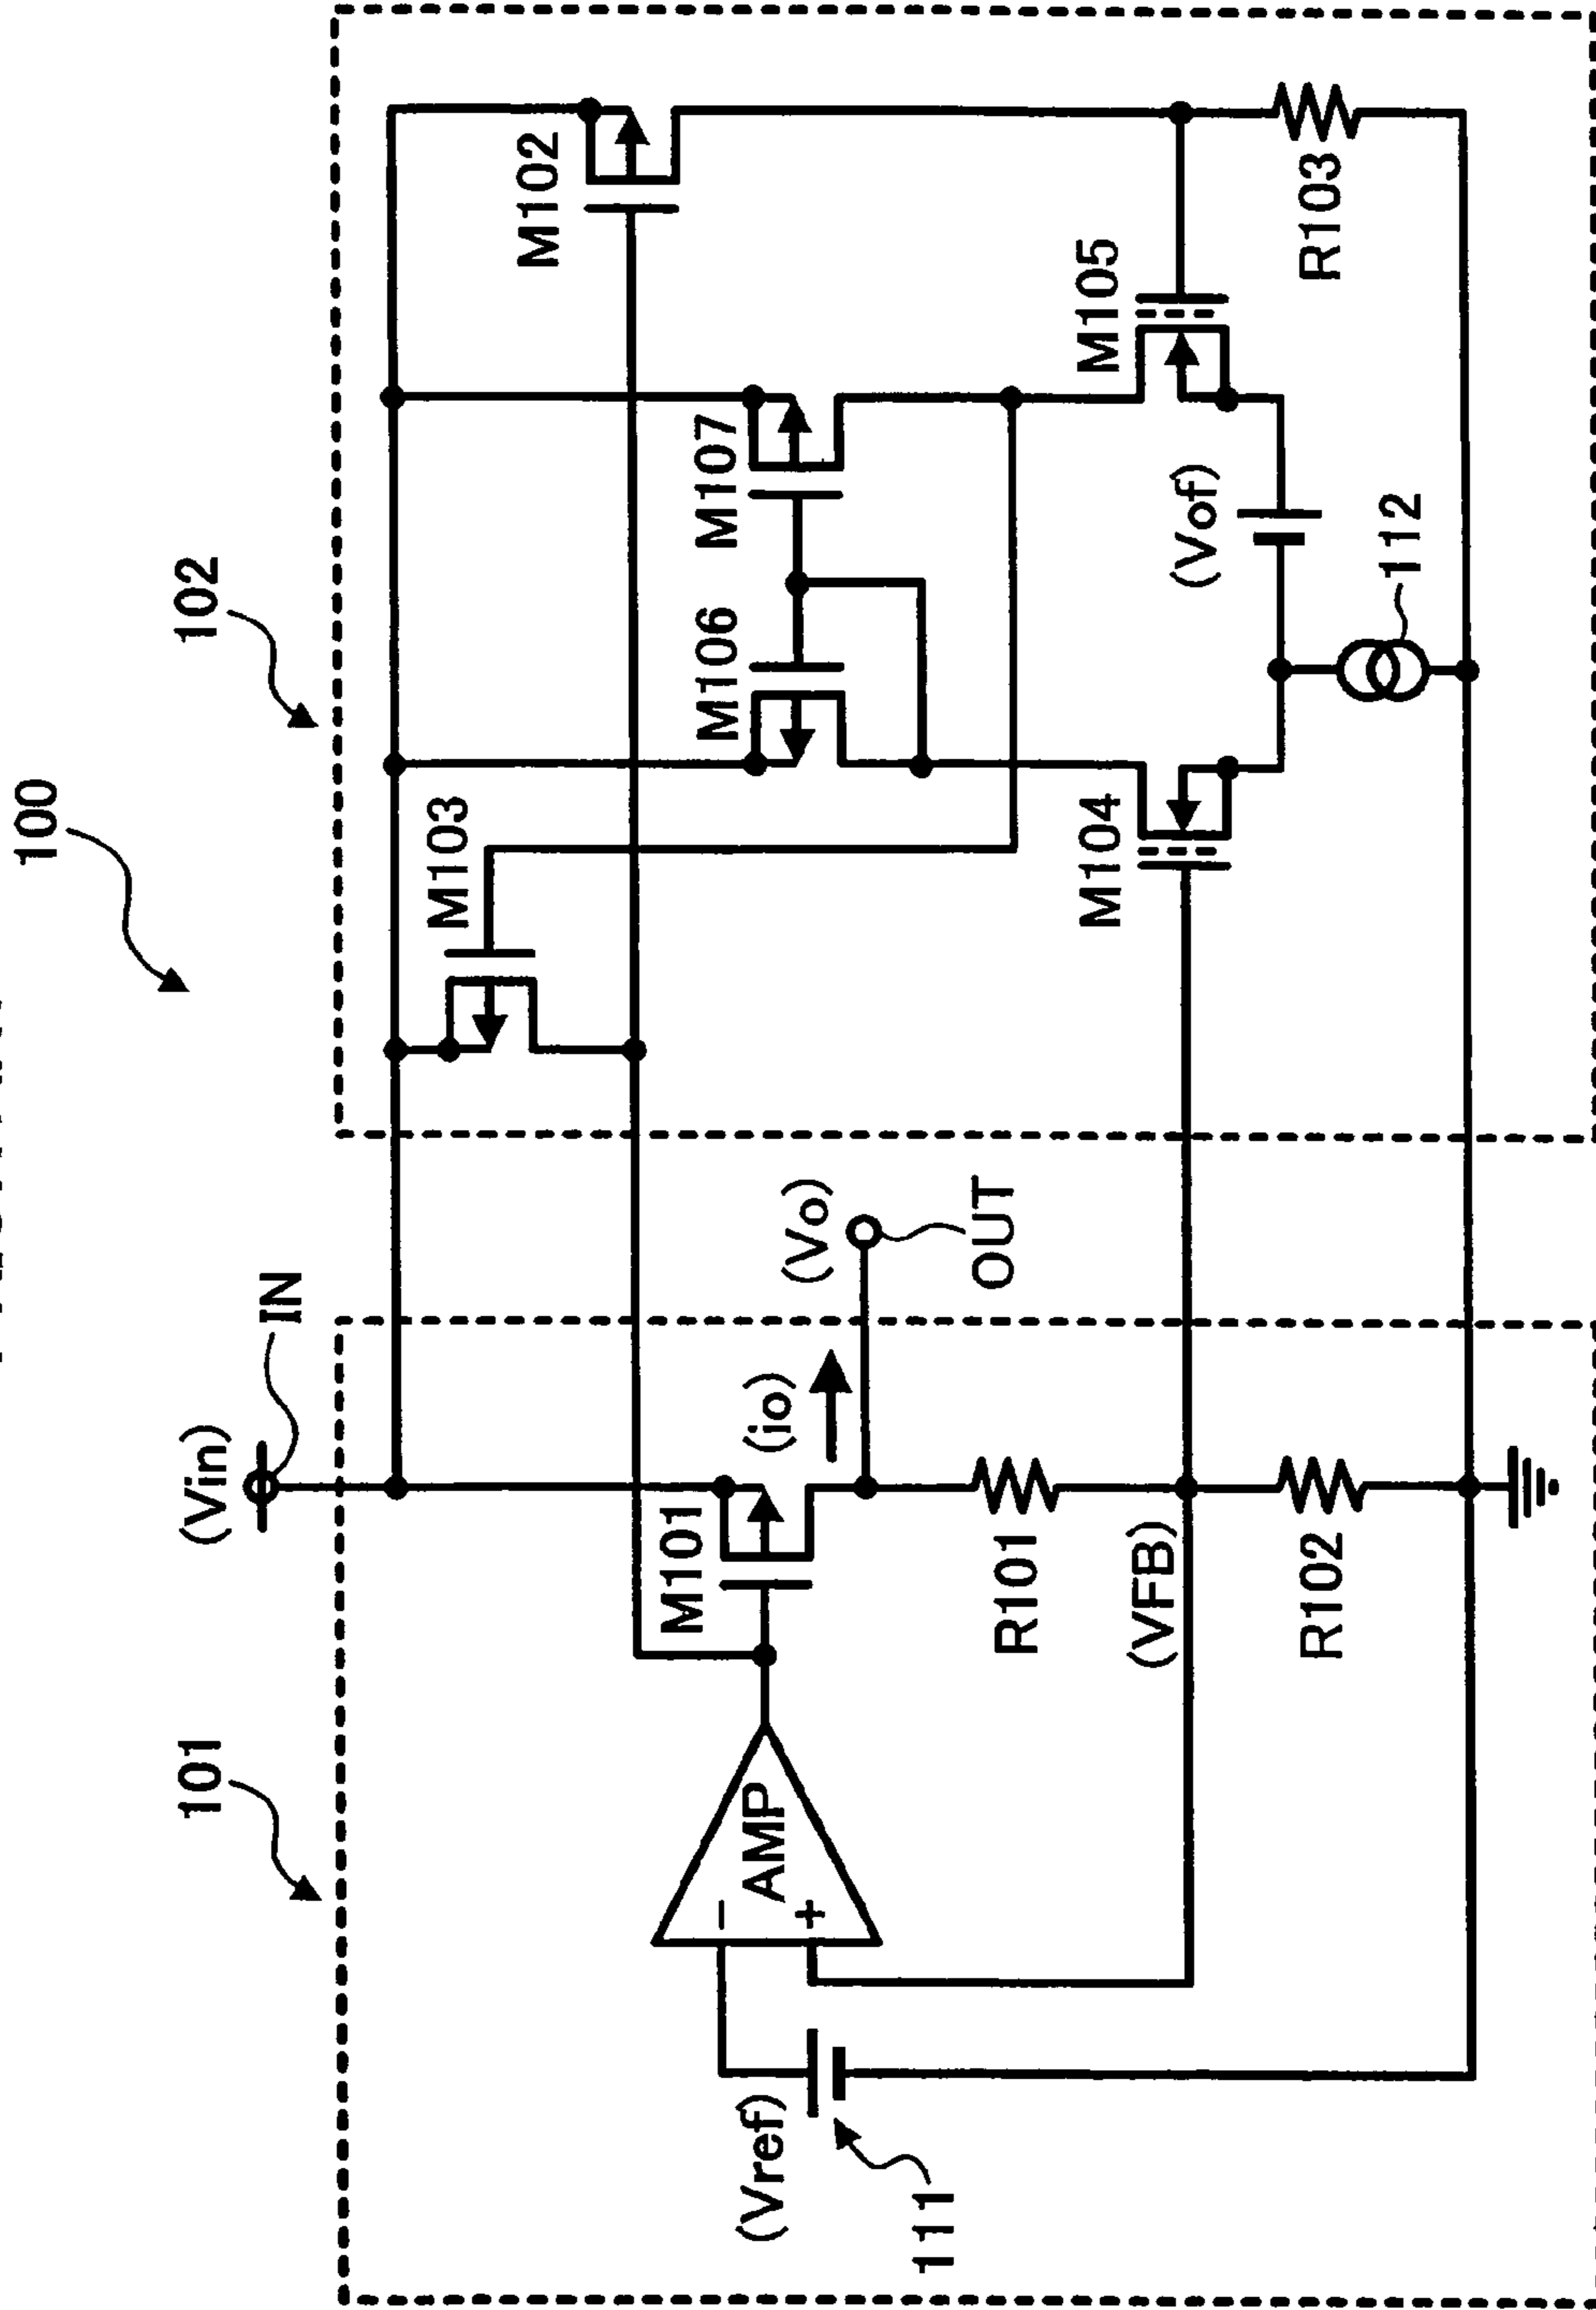 100
101
102
(Vin)
IN
M103
M102
M101
(io)
(Vo)
OUT
M106
M107
(Vref)
111
AMP
−
+
R101
(VFB)
R102
M104
M105
(Vof)
112
R103